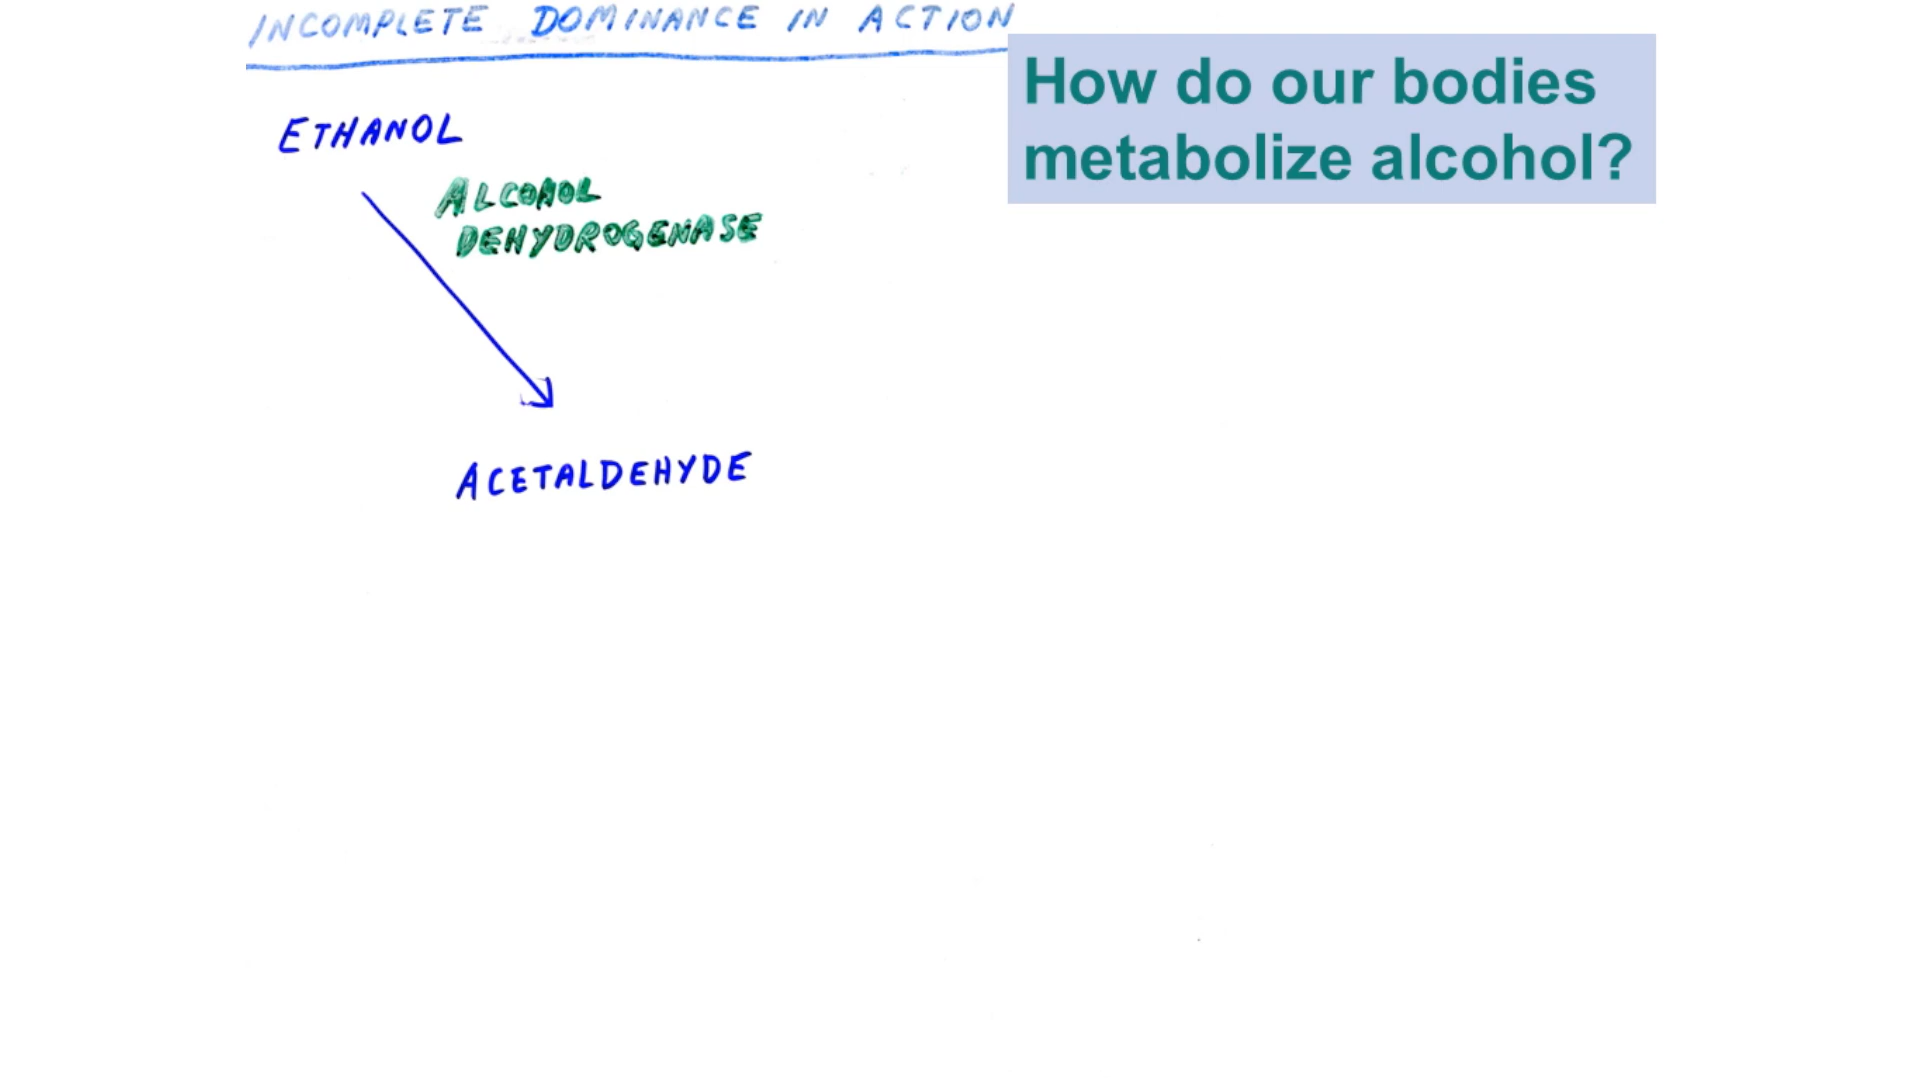 INCOMPLETE DOMINANCE IN ACTION
How do our bodies
metabolize alcohol?
ETHANOL
ALCOHOL
DEHYDROGENASE
ACETALDEHYDE